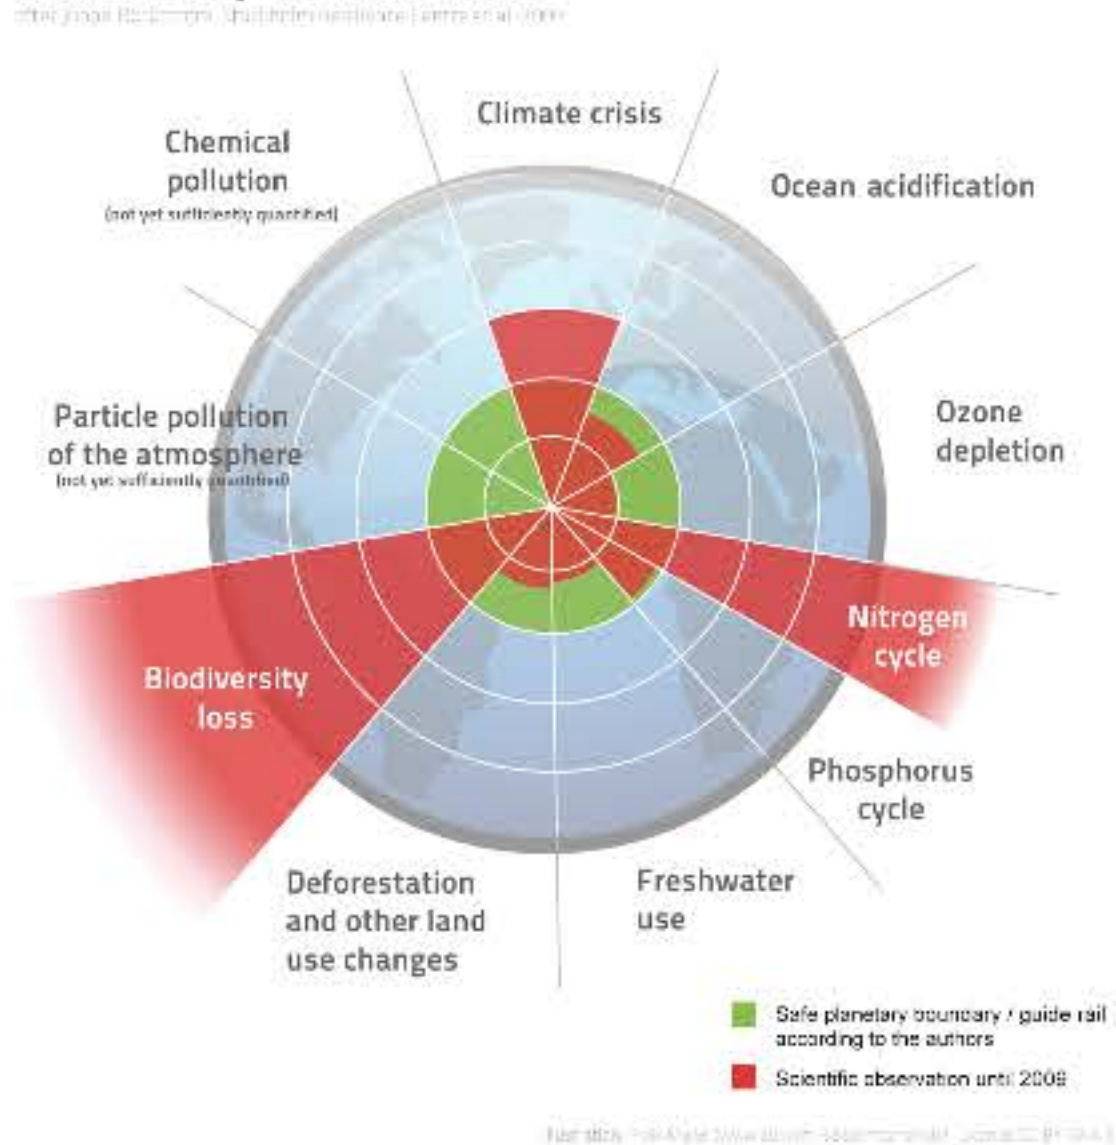 Climate crisis
Chemical
pollution
(not yet sufficiently quantified)
Ocean acidification
Particle pollution
of the atmosphere
(not yet sufficiently quantified)
Ozone
depletion
Nitrogen
cycle
Biodiversity
loss
Phosphorus
cycle
Deforestation
and other land
use changes
Freshwater
use
Safe planetary boundary / guide rail
according to the authors
Scientific observation until 2009